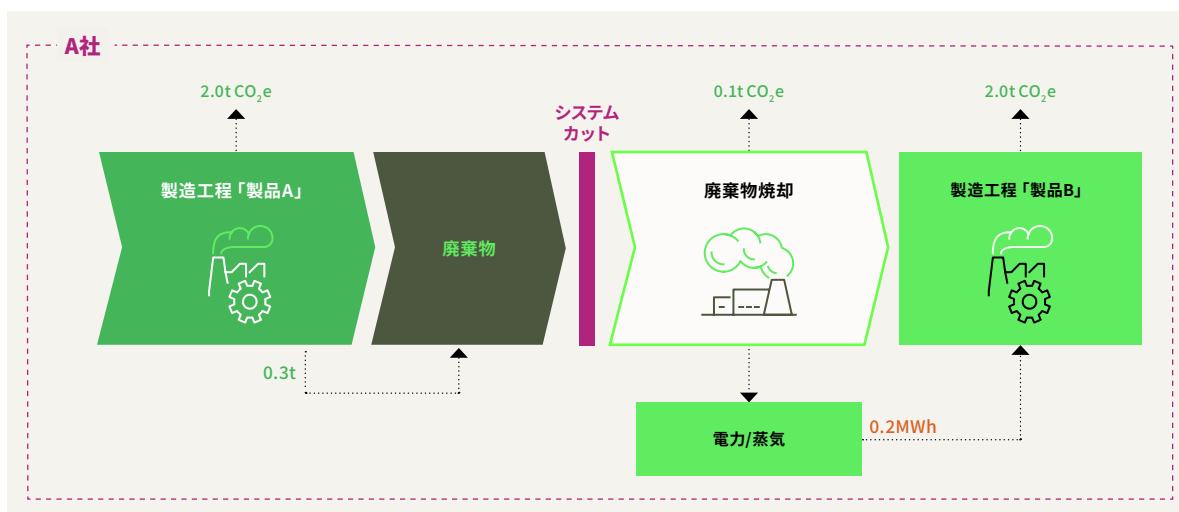 A社
2.0t CO₂e
0.1t CO₂e
2.0t CO₂e
システム
カット
製造工程「製品A」
廃棄物
廃棄物焼却
製造工程「製品B」
0.3t
電力/蒸気
0.2MWh